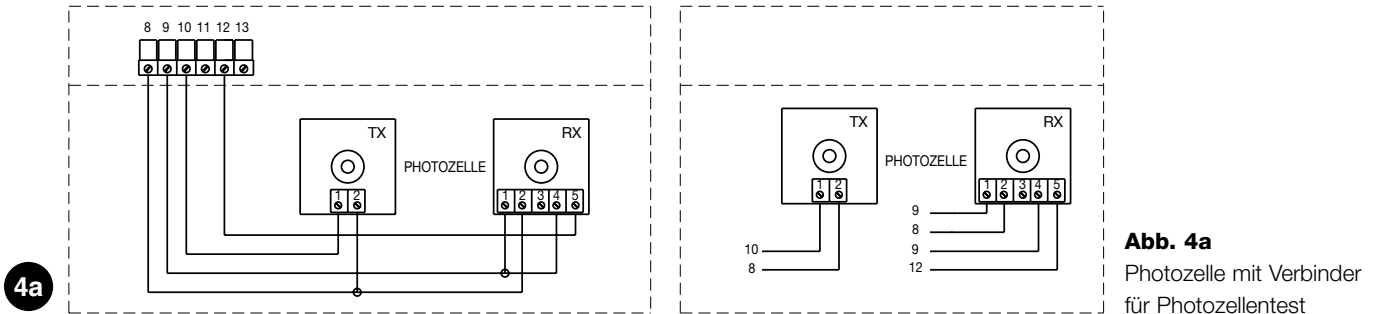 8 9 10 11 12 13
TX
RX
PHOTOZELLE
1 2
1 2 3 4 5
TX
RX
PHOTOZELLE
1 2
1 2 3 4 5
9
8
10
9
8
12
4a
Abb. 4a
Photozelle mit Verbinder
für Photozellentest